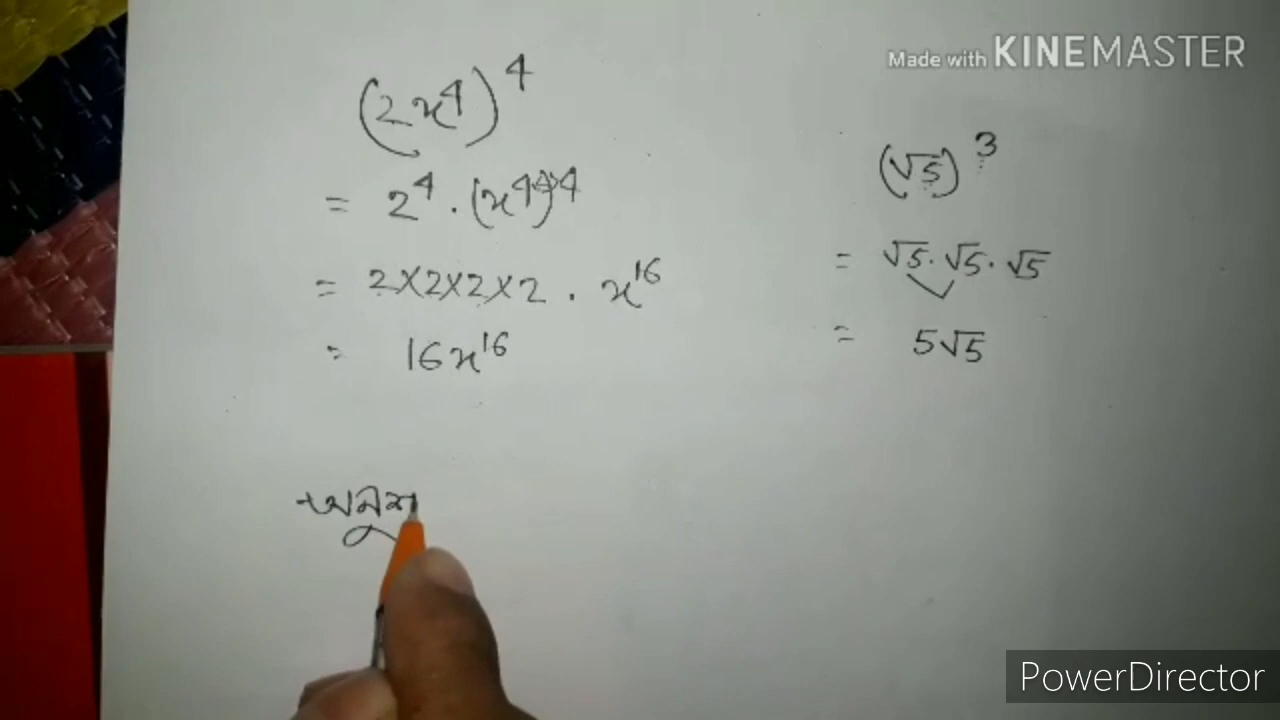 Made with KINEMASTER
(2x⁴)⁴
= 2⁴ . (x⁴)⁴
= 2×2×2×2 . x¹⁶
= 16x¹⁶
(√5)³
= √5 . √5 . √5
= 5√5
PowerDirector